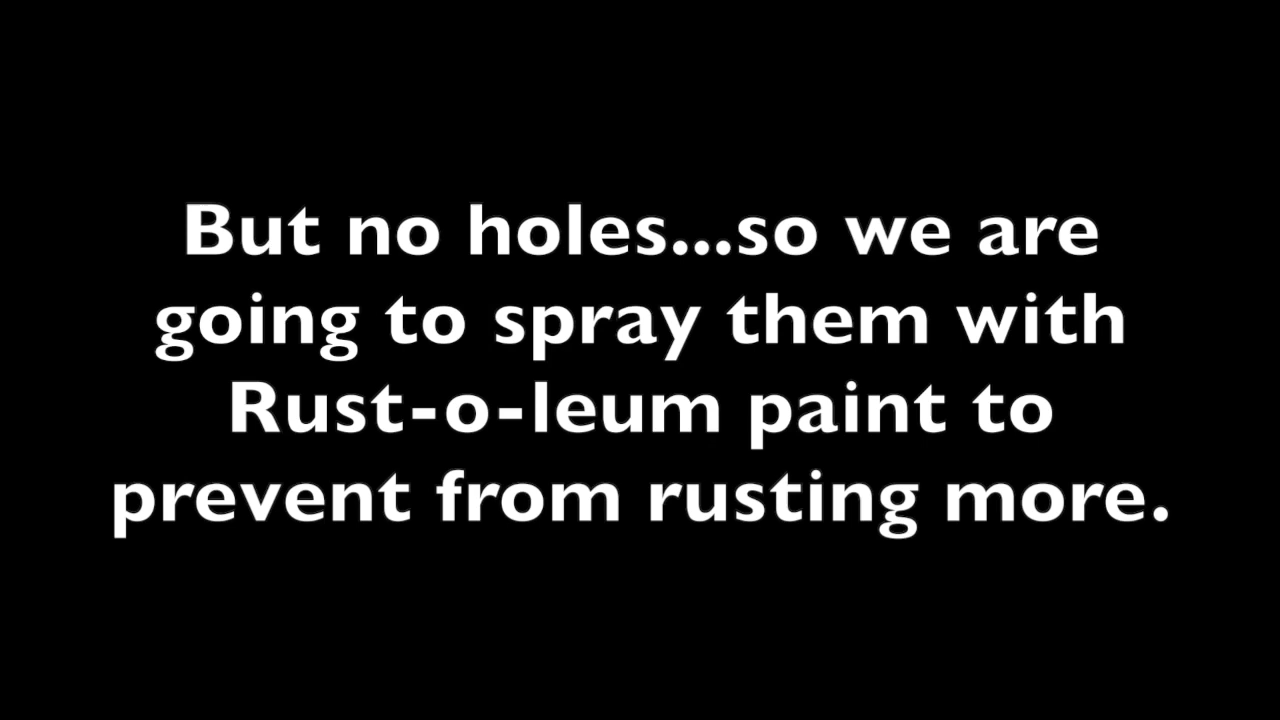 But no holes...so we are
going to spray them with
Rust-o-leum paint to
prevent from rusting more.